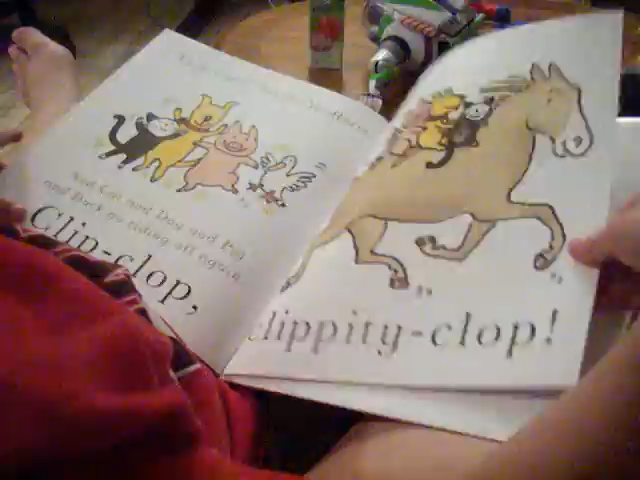 And Cat and Dog and Pig
and Duck go riding off again.
Clip-clop,
clippity-clop!